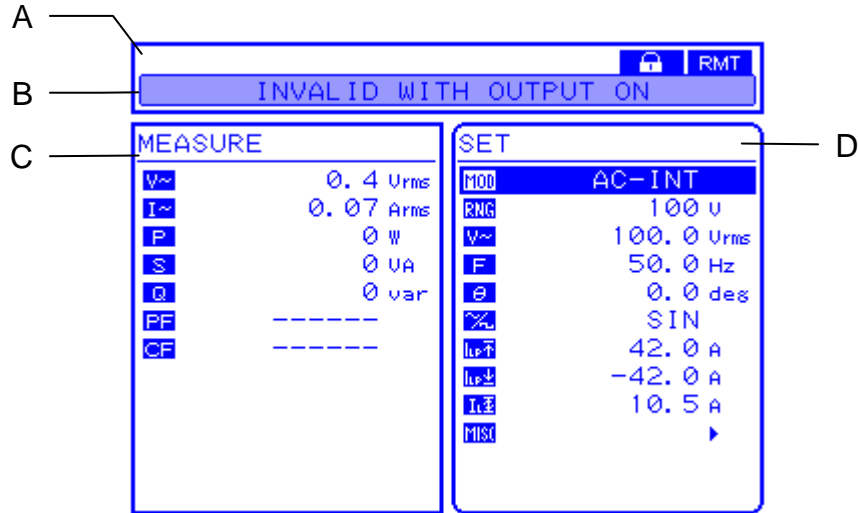 A
RMT
B
INVALID WITH OUTPUT ON
C
MEASURE
V~ 0.4 Vrms
I~ 0.07 Arms
P 0 W
S 0 VA
Q 0 var
PF ------
CF ------
D
SET
MOD AC-INT
RNG 100 V
V~ 100.0 Vrms
F 50.0 Hz
θ 0.0 deg
SIN
42.0 A
-42.0 A
10.5 A
MISC